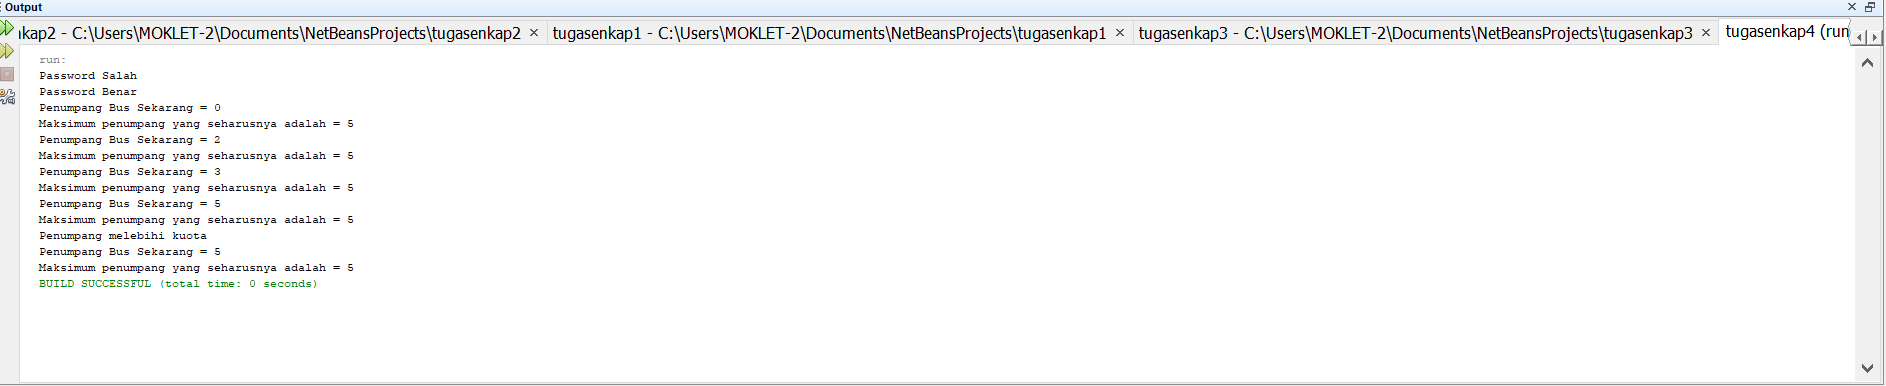 Output
kap2 - C:\Users\MOKLET-2\Documents\NetBeansProjects\tugasenkap2 × tugasenkap1 - C:\Users\MOKLET-2\Documents\NetBeansProjects\tugasenkap1 × tugasenkap3 - C:\Users\MOKLET-2\Documents\NetBeansProjects\tugasenkap3 × tugasenkap4 (run
run:
Password Salah
Password Benar
Penumpang Bus Sekarang = 0
Maksimum penumpang yang seharusnya adalah = 5
Penumpang Bus Sekarang = 2
Maksimum penumpang yang seharusnya adalah = 5
Penumpang Bus Sekarang = 3
Maksimum penumpang yang seharusnya adalah = 5
Penumpang Bus Sekarang = 5
Maksimum penumpang yang seharusnya adalah = 5
Penumpang melebihi kuota
Penumpang Bus Sekarang = 5
Maksimum penumpang yang seharusnya adalah = 5
BUILD SUCCESSFUL (total time: 0 seconds)